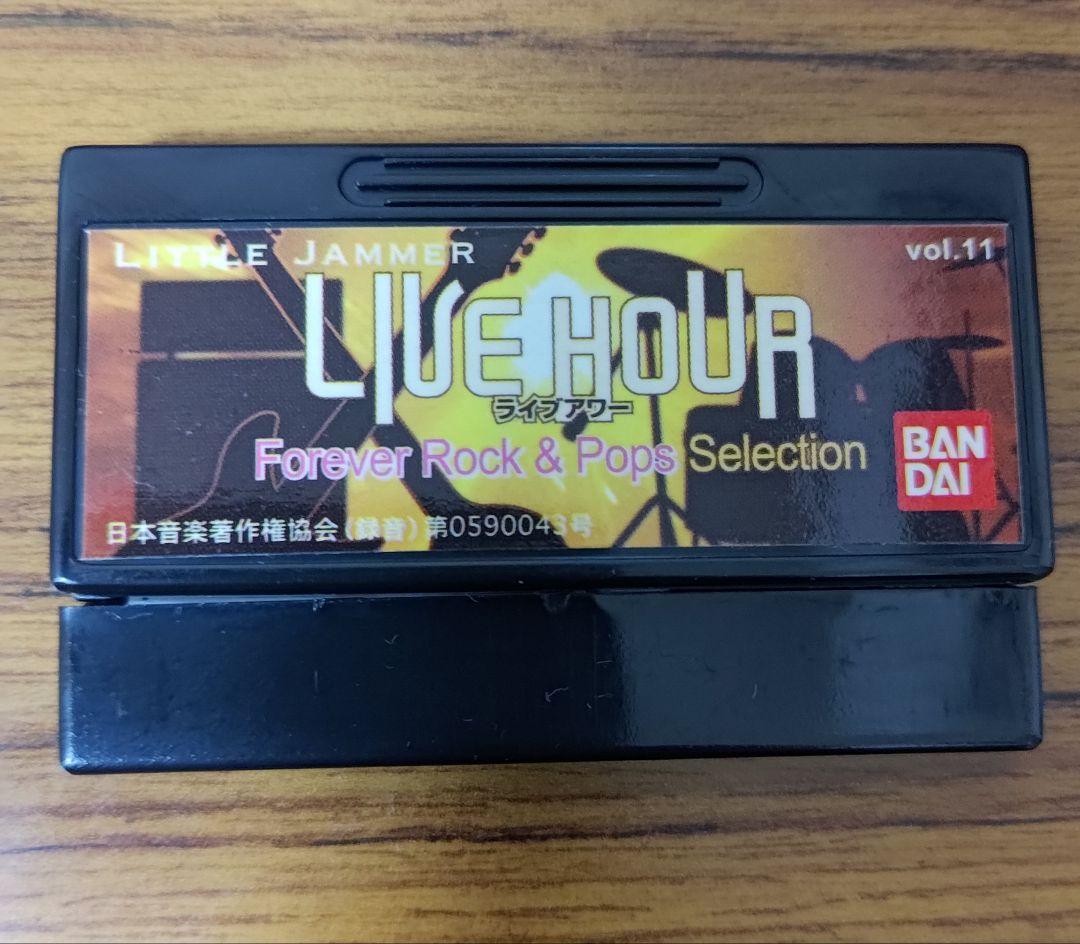 LITTLE JAMMER
vol.11
LIVE HOUR
ライブアワー
Forever Rock & Pops Selection
BAN
DAI
日本音楽著作権協会(録音)第0590043号